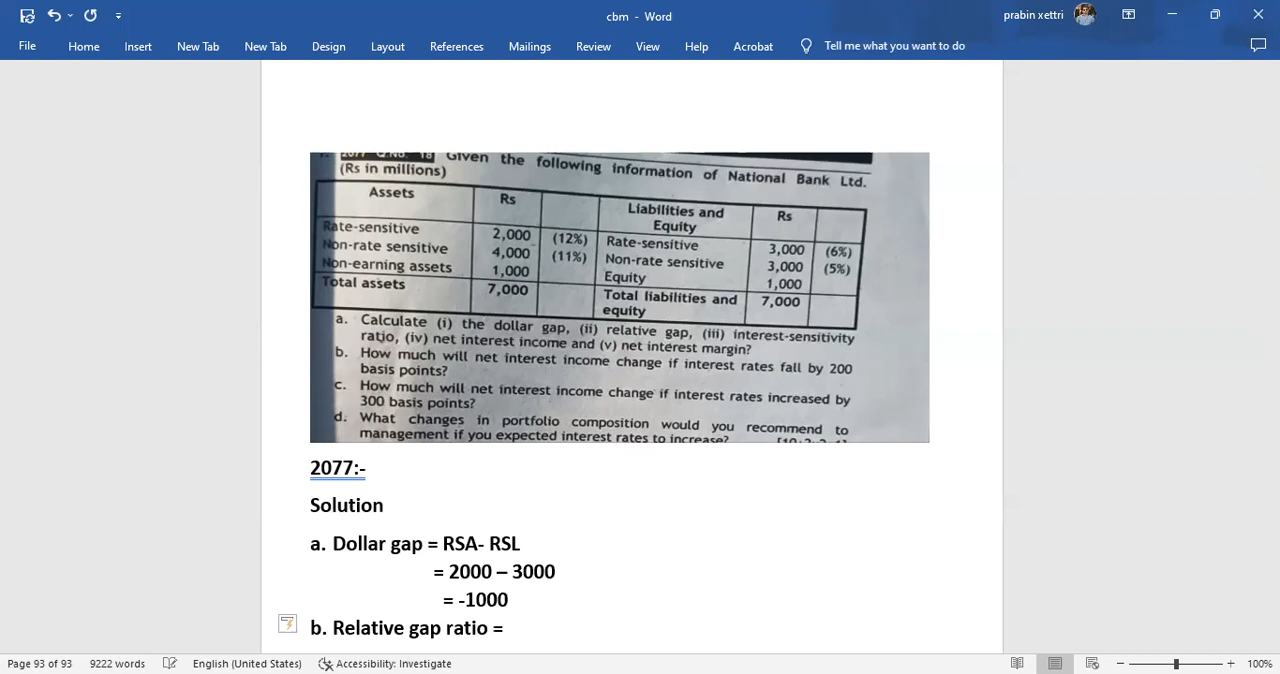 cbm - Word
prabin xettri
File Home Insert New Tab New Tab Design Layout References Mailings Review View Help Acrobat Tell me what you want to do
2077 Q.No. 18 Given the following information of National Bank Ltd.
(Rs in millions)
Assets Rs Liabilities and Equity Rs
Rate-sensitive 2,000 (12%) Rate-sensitive 3,000 (6%)
Non-rate sensitive 4,000 (11%) Non-rate sensitive 3,000 (5%)
Non-earning assets 1,000 Equity 1,000
Total assets 7,000 Total liabilities and equity 7,000
a. Calculate (i) the dollar gap, (ii) relative gap, (iii) interest-sensitivity
ratio, (iv) net interest income and (v) net interest margin?
b. How much will net interest income change if interest rates fall by 200
basis points?
c. How much will net interest income change if interest rates increased by
300 basis points?
d. What changes in portfolio composition would you recommend to
management if you expected interest rates to increase?
2077:-
Solution
a. Dollar gap = RSA- RSL
= 2000 – 3000
= -1000
b. Relative gap ratio =
Page 93 of 93 9222 words English (United States) Accessibility: Investigate 100%